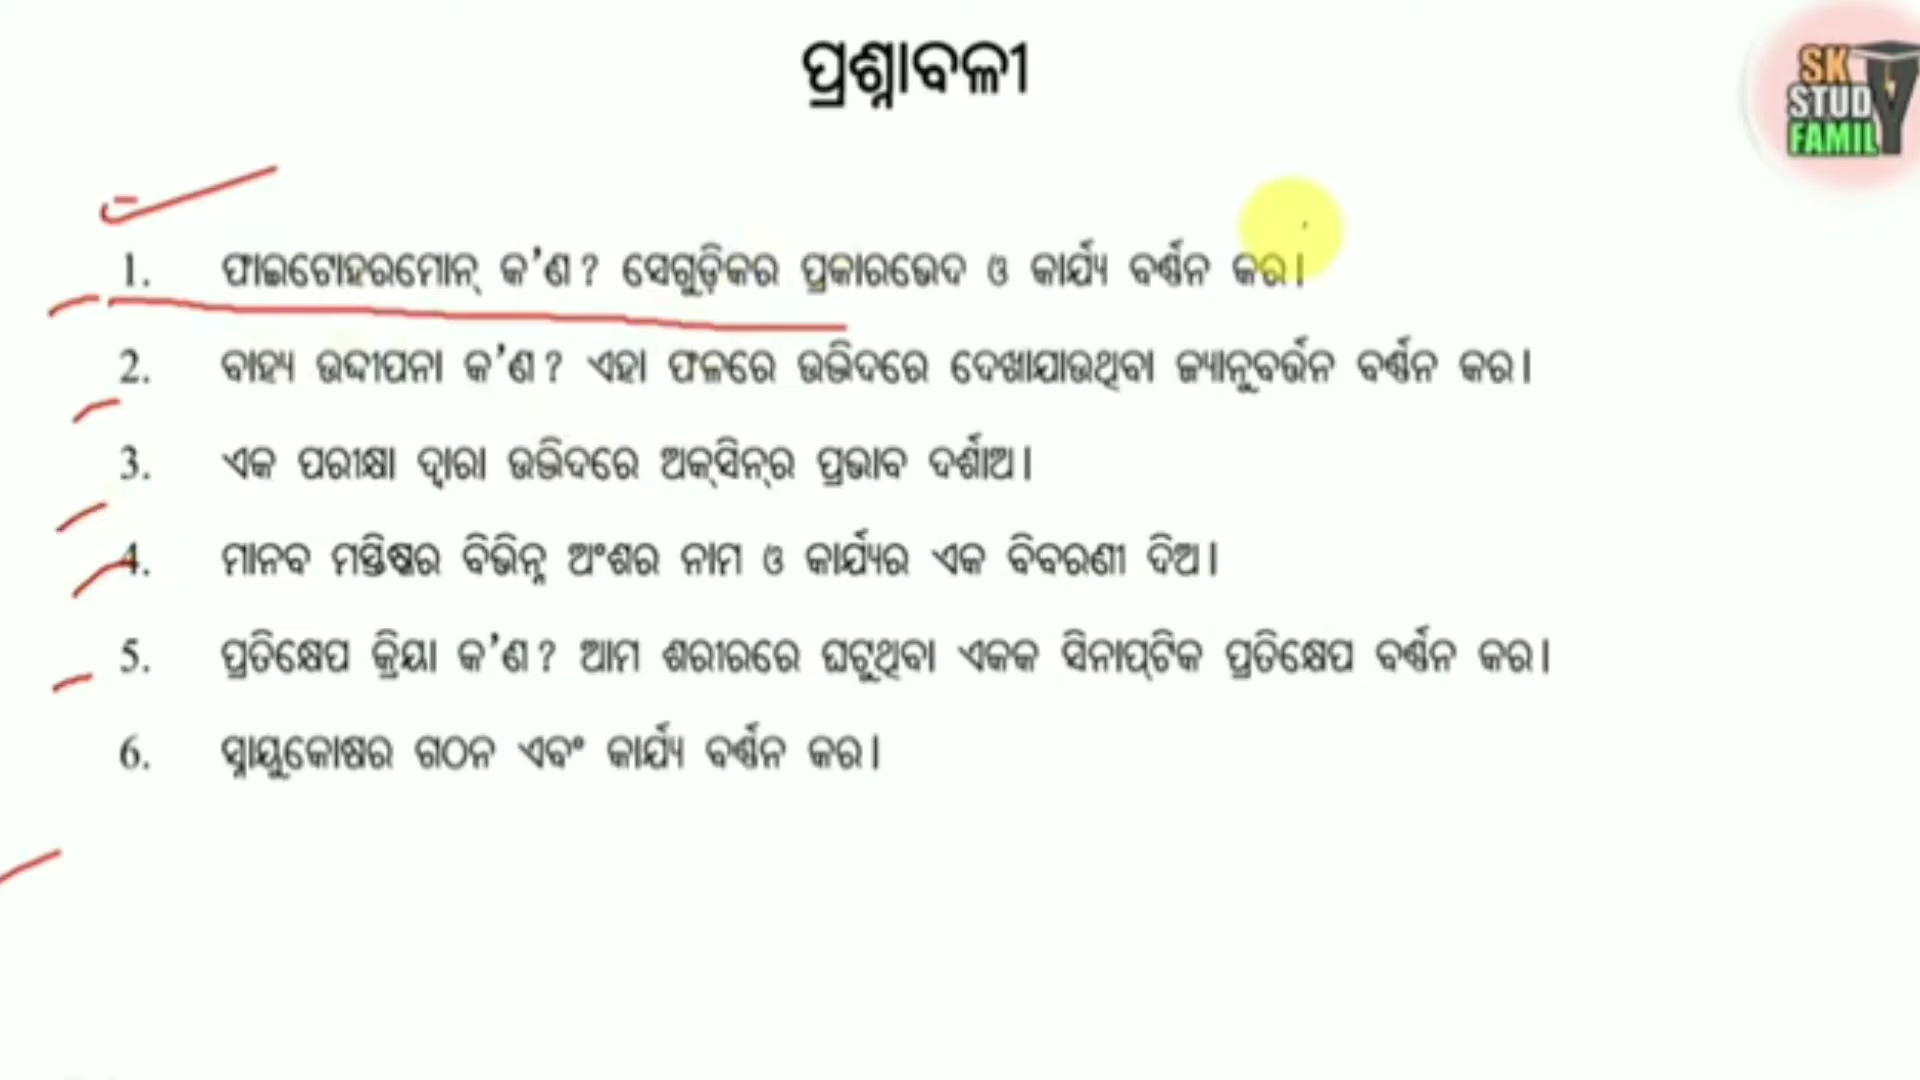 ପ୍ରଶ୍ନାବଳୀ
SK
STUDY
FAMIL
1. ଫାଇଟୋହରମୋନ୍ କ'ଣ ? ସେଗୁଡ଼ିକର ପ୍ରକାରଭେଦ ଓ କାର୍ଯ୍ୟ ବର୍ଣ୍ଣନ କର।
2. ବାହ୍ୟ ଉଦ୍ଦୀପନା କ'ଣ ? ଏହା ଫଳରେ ଉଦ୍ଭିଦରେ ଦେଖାଯାଉଥିବା ଜ୍ୟାନୁବର୍ତ୍ତନ ବର୍ଣ୍ଣନ କର।
3. ଏକ ପରୀକ୍ଷା ଦ୍ୱାରା ଉଦ୍ଭିଦରେ ଅକ୍‌ସିନ୍‌ର ପ୍ରଭାବ ଦର୍ଶାଅ।
4. ମାନବ ମସ୍ତିଷ୍କର ବିଭିନ୍ନ ଅଂଶର ନାମ ଓ କାର୍ଯ୍ୟର ଏକ ବିବରଣୀ ଦିଅ।
5. ପ୍ରତିକ୍ଷେପ କ୍ରିୟା କ'ଣ ? ଆମ ଶରୀରରେ ଘଟୁଥିବା ଏକକ ସିନାପ୍‌ଟିକ ପ୍ରତିକ୍ଷେପ ବର୍ଣ୍ଣନ କର।
6. ସ୍ନାୟୁକୋଷର ଗଠନ ଏବଂ କାର୍ଯ୍ୟ ବର୍ଣ୍ଣନ କର।